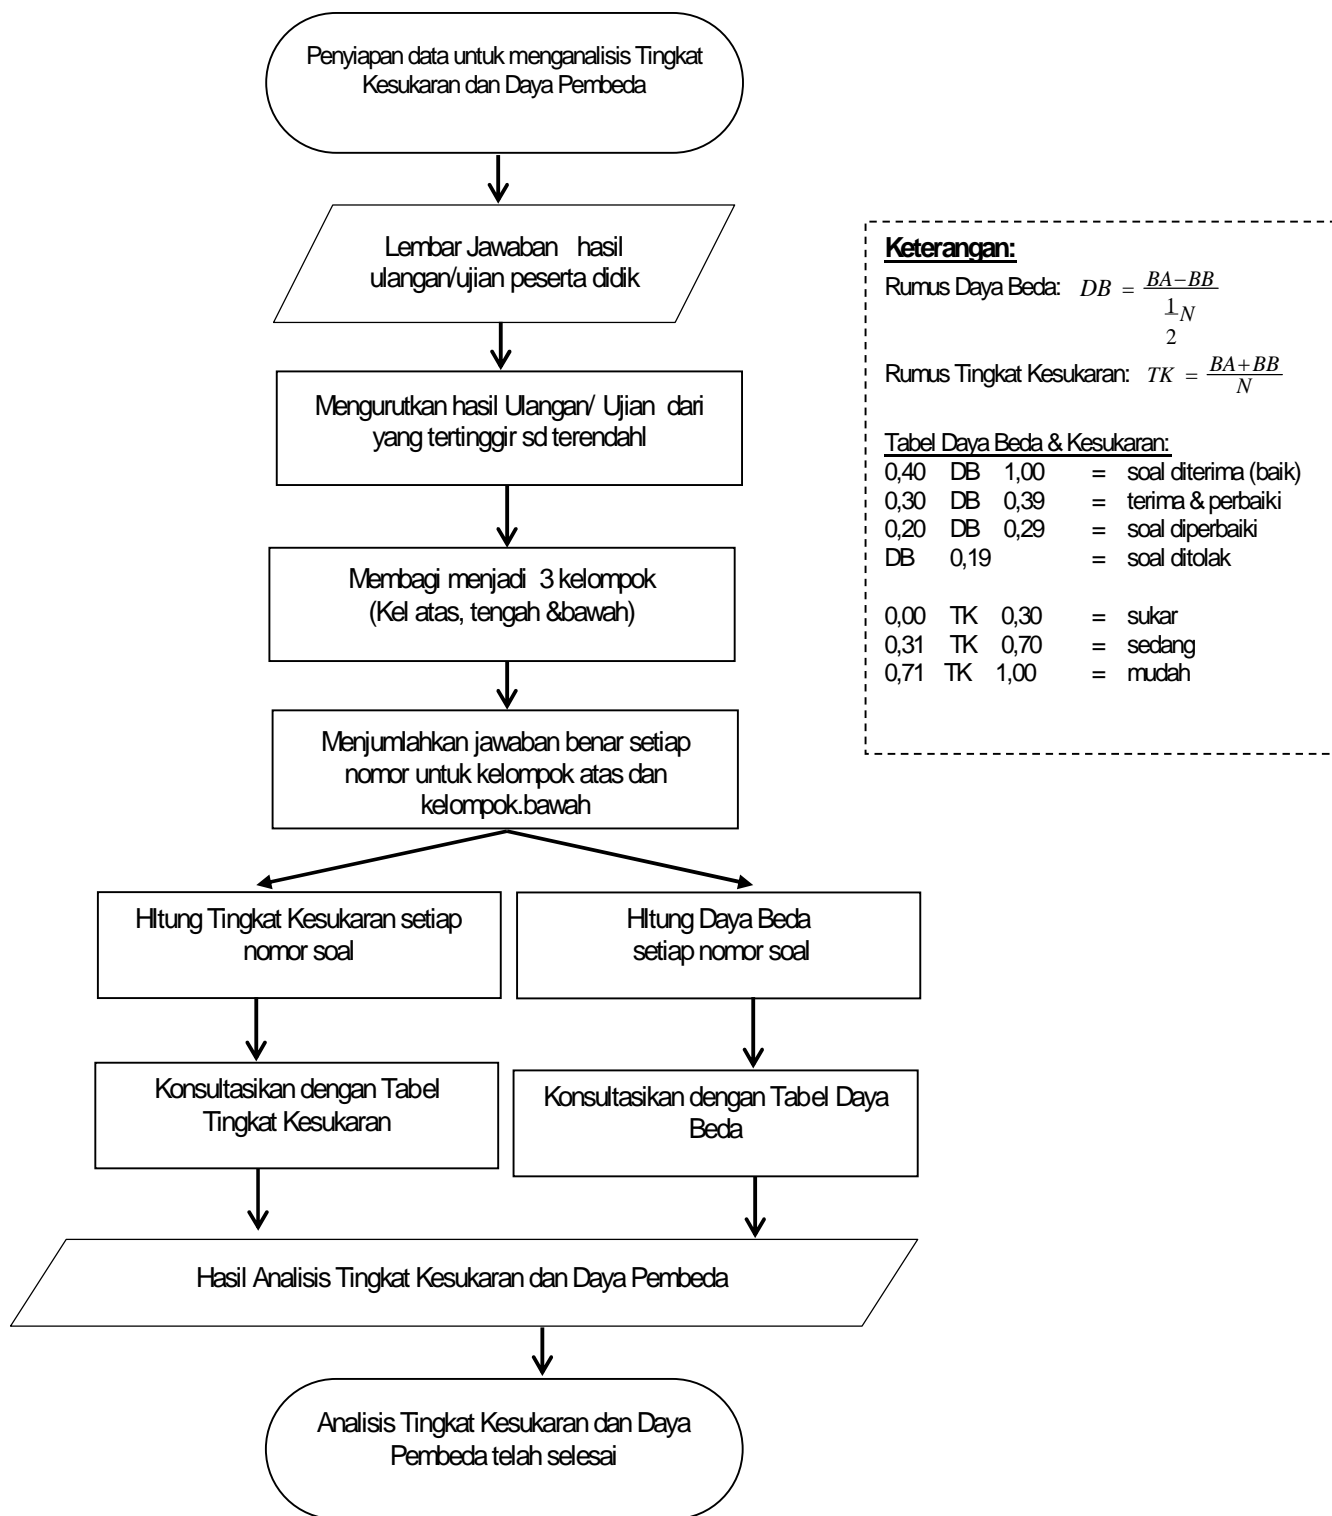 Penyiapan data untuk menganalisis Tingkat
Kesukaran dan Daya Pembeda
Lembar Jawaban hasil
ulangan/ujian peserta didik
Mengurutkan hasil Ulangan/ Ujian dari
yang tertinggir sd terendahl
Membagi menjadi 3 kelompok
(Kel atas, tengah &bawah)
Menjumlahkan jawaban benar setiap
nomor untuk kelompok atas dan
kelompok.bawah
HItung Tingkat Kesukaran setiap
nomor soal
HItung Daya Beda
setiap nomor soal
Konsultasikan dengan Tabel
Tingkat Kesukaran
Konsultasikan dengan Tabel Daya
Beda
Hasil Analisis Tingkat Kesukaran dan Daya Pembeda
Analisis Tingkat Kesukaran dan Daya
Pembeda telah selesai
Keterangan:
Rumus Daya Beda: DB = BA−BB
1
N
2
Rumus Tingkat Kesukaran: TK = BA+BB
N
Tabel Daya Beda & Kesukaran:
0,40 DB 1,00 = soal diterima (baik)
0,30 DB 0,39 = terima & perbaiki
0,20 DB 0,29 = soal diperbaiki
DB 0,19 = soal ditolak
0,00 TK 0,30 = sukar
0,31 TK 0,70 = sedang
0,71 TK 1,00 = mudah